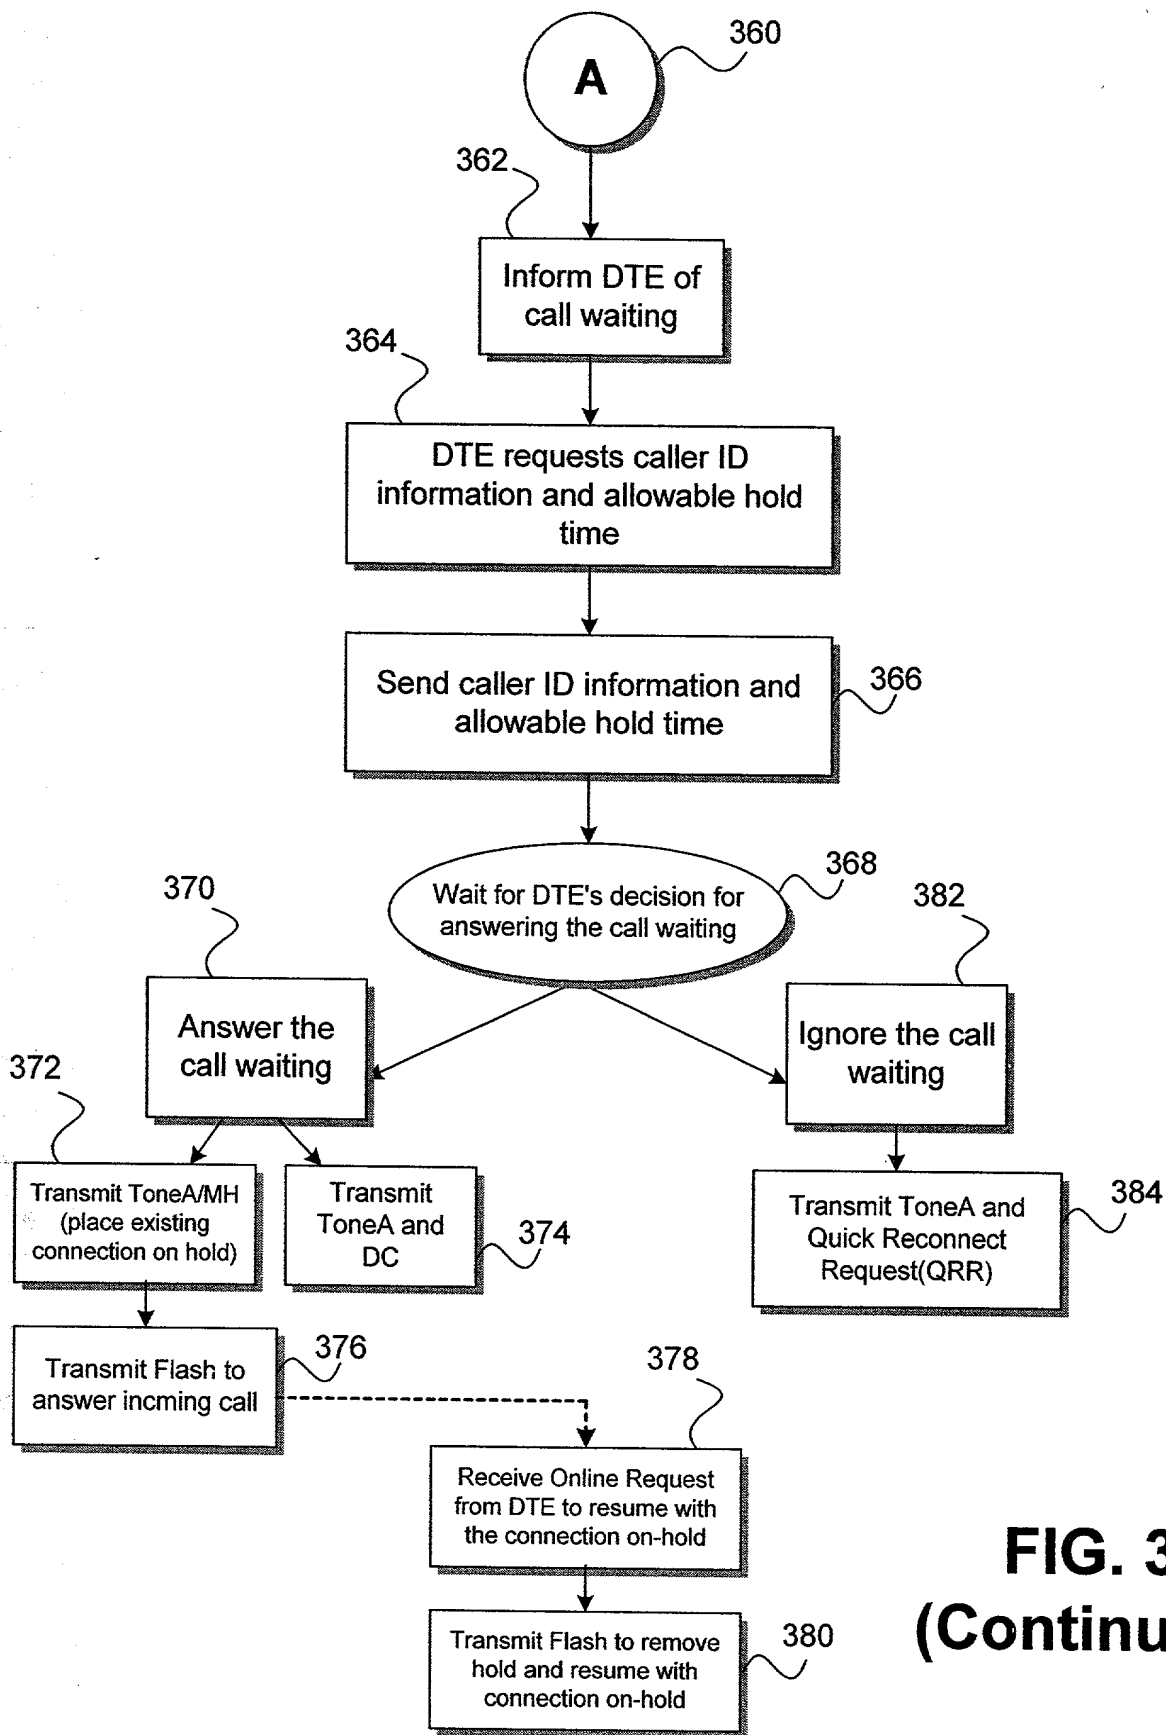 360
A
362
Inform DTE of
call waiting
364
DTE requests caller ID
information and allowable hold
time
Send caller ID information and
allowable hold time
366
Wait for DTE's decision for
answering the call waiting
368
370
Answer the
call waiting
382
Ignore the call
waiting
372
Transmit ToneA/MH
(place existing
connection on hold)
Transmit
ToneA and
DC
374
Transmit ToneA and
Quick Reconnect
Request(QRR)
384
Transmit Flash to
answer incming call
376
378
Receive Online Request
from DTE to resume with
the connection on-hold
Transmit Flash to remove
hold and resume with
connection on-hold
380
FIG. 3
(Continu